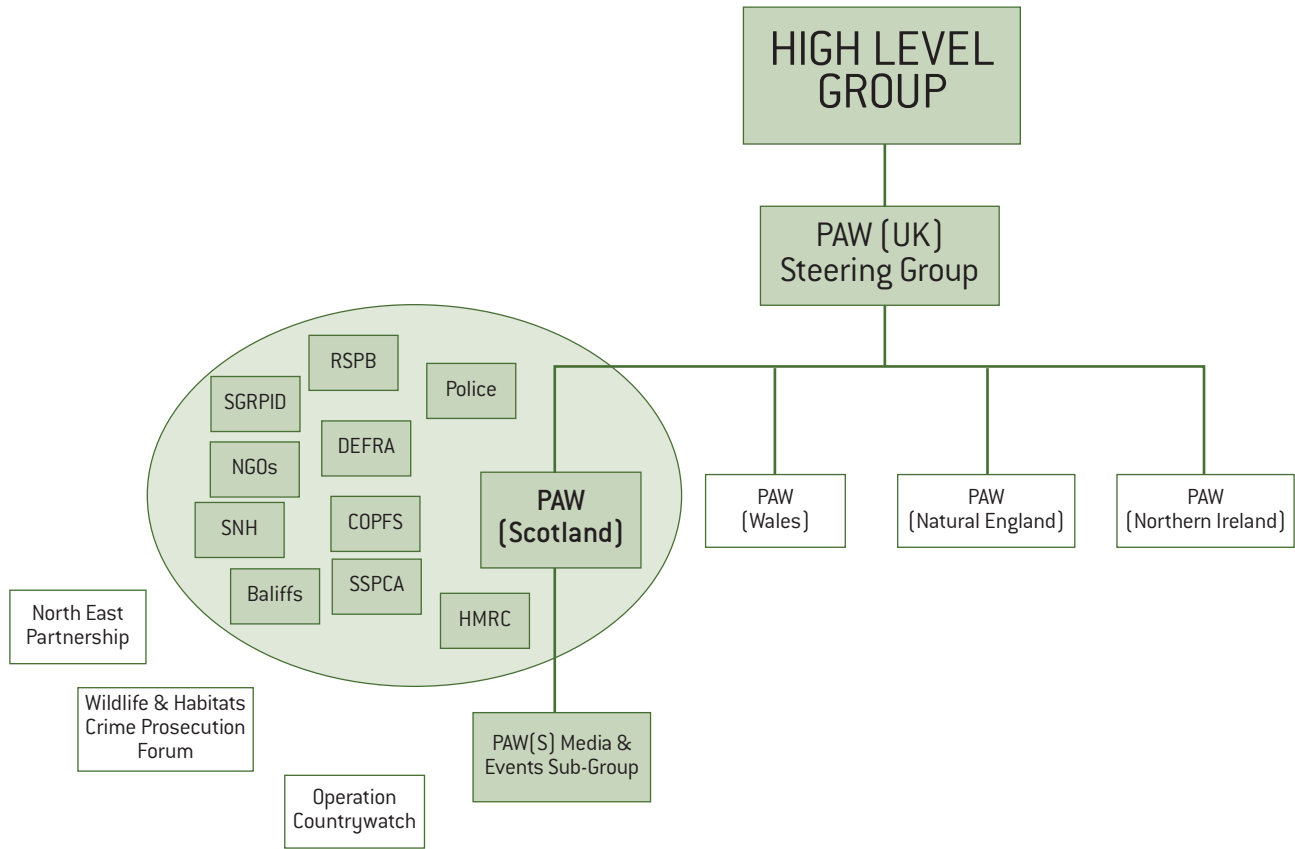 HIGH LEVEL
GROUP
PAW (UK)
Steering Group
RSPB
Police
SGRPID
DEFRA
NGOs
SNH
COPFS
PAW
(Scotland)
PAW
(Wales)
PAW
(Natural England)
PAW
(Northern Ireland)
Baliffs
SSPCA
HMRC
North East
Partnership
Wildlife & Habitats
Crime Prosecution
Forum
PAW(S) Media &
Events Sub-Group
Operation
Countrywatch